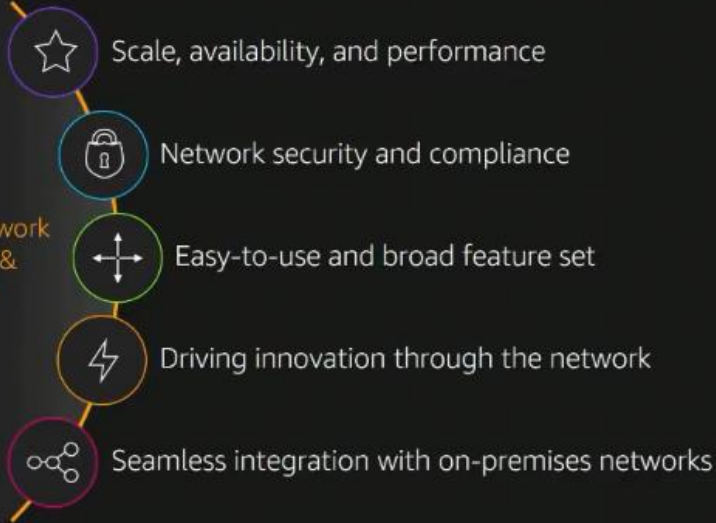 Scale, availability, and performance
Network security and compliance
work
&
Easy-to-use and broad feature set
Driving innovation through the network
Seamless integration with on-premises networks